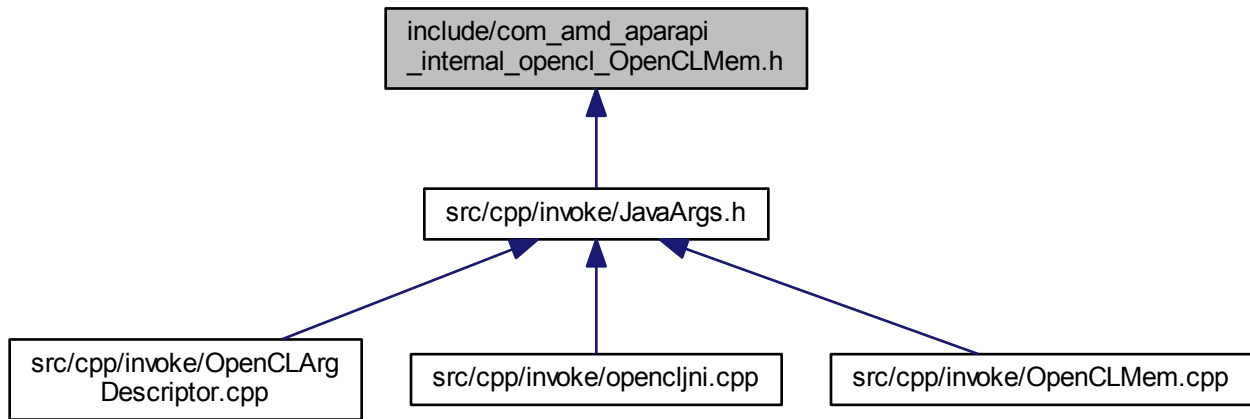 include/com_amd_aparapi
_internal_opencl_OpenCLMem.h
src/cpp/invoke/JavaArgs.h
src/cpp/invoke/OpenCLArg
Descriptor.cpp
src/cpp/invoke/opencljni.cpp
src/cpp/invoke/OpenCLMem.cpp